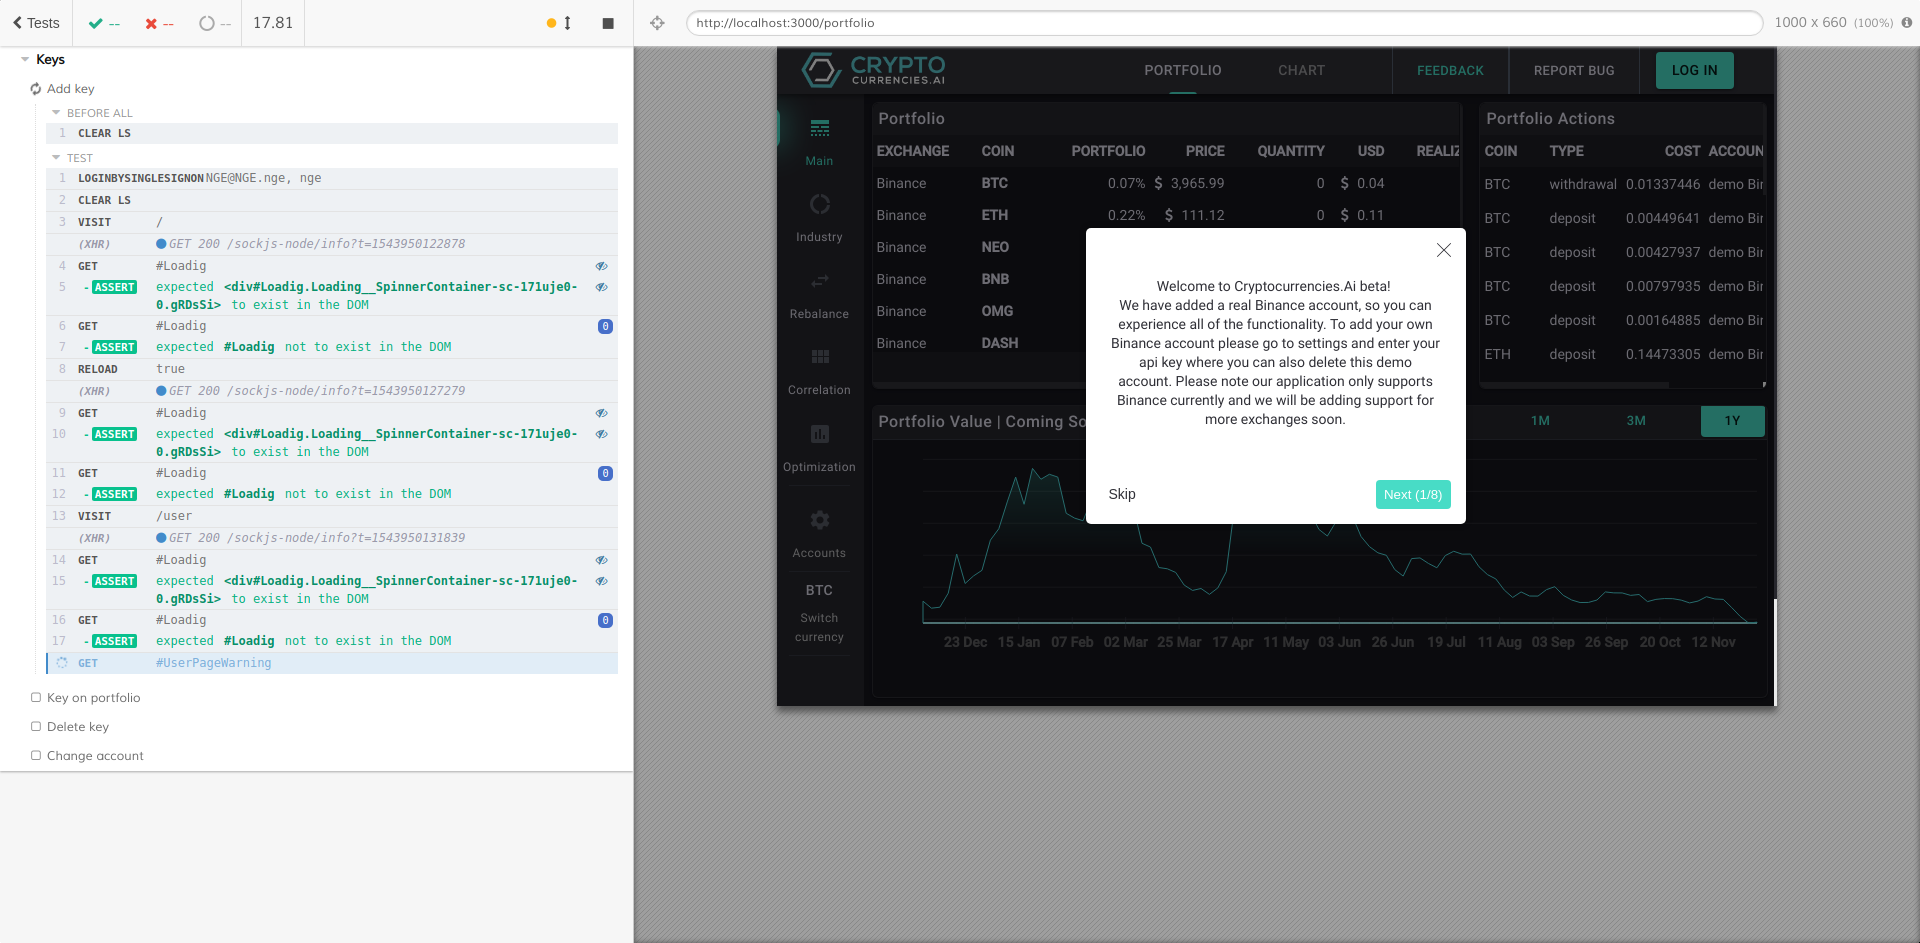 Tests
--
--
--
17.81
http://localhost:3000/portfolio
1000 x 660 (100%)
Keys
Add key
BEFORE ALL
1 CLEAR LS
TEST
1 LOGINBYSINGLESIGNON NGE@NGE.nge, nge
2 CLEAR LS
3 VISIT /
(XHR) GET 200 /sockjs-node/info?t=1543950122878
4 GET #Loadig
5 -ASSERT expected <div#Loadig.Loading__SpinnerContainer-sc-171uje0-
0.gRDsSi> to exist in the DOM
6 GET #Loadig 0
7 -ASSERT expected #Loadig not to exist in the DOM
8 RELOAD true
(XHR) GET 200 /sockjs-node/info?t=1543950127279
9 GET #Loadig
10 -ASSERT expected <div#Loadig.Loading__SpinnerContainer-sc-171uje0-
0.gRDsSi> to exist in the DOM
11 GET #Loadig 0
12 -ASSERT expected #Loadig not to exist in the DOM
13 VISIT /user
(XHR) GET 200 /sockjs-node/info?t=1543950131839
14 GET #Loadig
15 -ASSERT expected <div#Loadig.Loading__SpinnerContainer-sc-171uje0-
0.gRDsSi> to exist in the DOM
16 GET #Loadig 0
17 -ASSERT expected #Loadig not to exist in the DOM
GET #UserPageWarning
Key on portfolio
Delete key
Change account
CRYPTO
CURRENCIES.AI
PORTFOLIO
CHART
FEEDBACK
REPORT BUG
LOG IN
Main
Industry
Rebalance
Correlation
Optimization
Accounts
BTC
Switch
currency
Portfolio
EXCHANGE COIN PORTFOLIO PRICE QUANTITY USD REALIZ
Binance BTC 0.07% $ 3,965.99 0 $ 0.04
Binance ETH 0.22% $ 111.12 0 $ 0.11
Binance NEO
Binance BNB
Binance OMG
Binance DASH
Portfolio Actions
COIN TYPE COST ACCOUN
BTC withdrawal 0.01337446 demo Bin
BTC deposit 0.00449641 demo Bin
BTC deposit 0.00427937 demo Bin
BTC deposit 0.00797935 demo Bin
BTC deposit 0.00164885 demo Bin
ETH deposit 0.14473305 demo Bin
Welcome to Cryptocurrencies.Ai beta!
We have added a real Binance account, so you can
experience all of the functionality. To add your own
Binance account please go to settings and enter your
api key where you can also delete this demo
account. Please note our application only supports
Binance currently and we will be adding support for
more exchanges soon.
Skip
Next (1/8)
Portfolio Value | Coming So
1M
3M
1Y
23 Dec 15 Jan 07 Feb 02 Mar 25 Mar 17 Apr 11 May 03 Jun 26 Jun 19 Jul 11 Aug 03 Sep 26 Sep 20 Oct 12 Nov